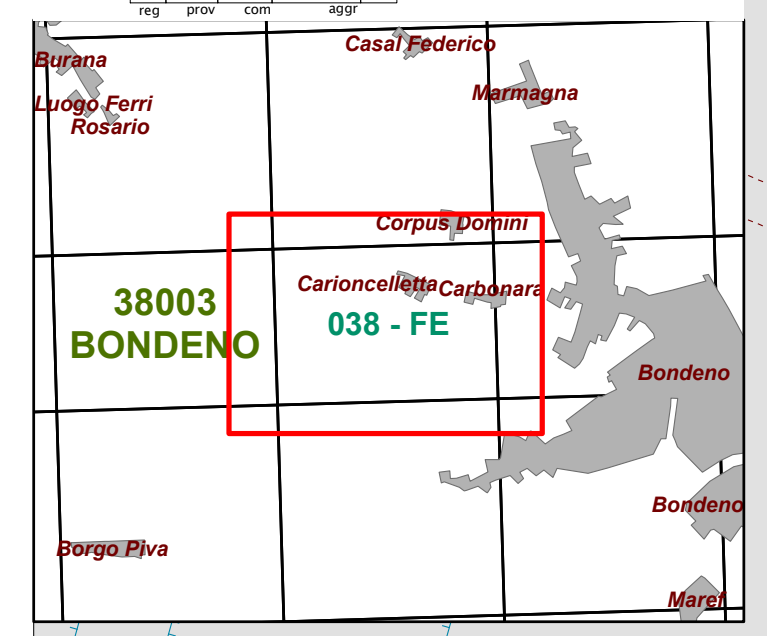 reg prov com aggr
Casal Federico
Burana
Marmagna
Luogo Ferri
Rosario
Corpus Domini
Carioncelletta
Carbonara
38003
BONDENO
038 - FE
Bondeno
Bondeno
Borgo Piva
Maref